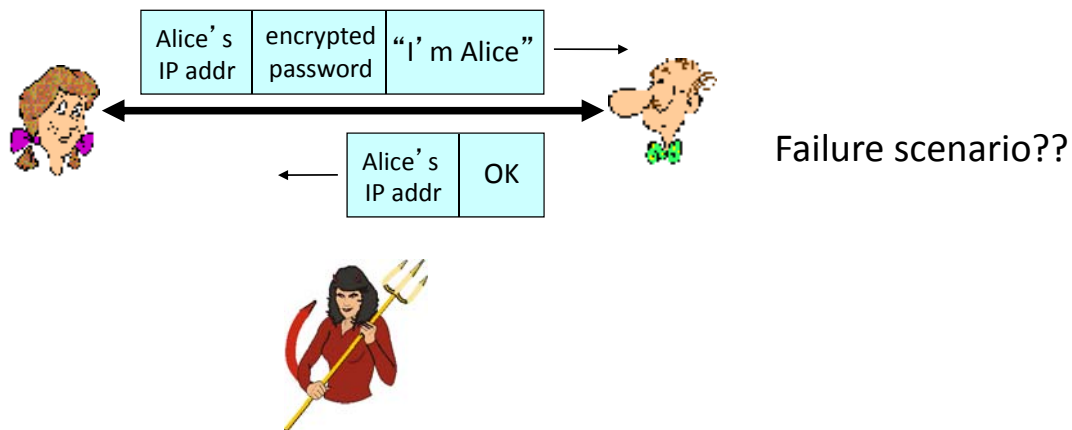 Alice’s
IP addr
encrypted
password
“I’m Alice”
Alice’s
IP addr
OK
Failure scenario??